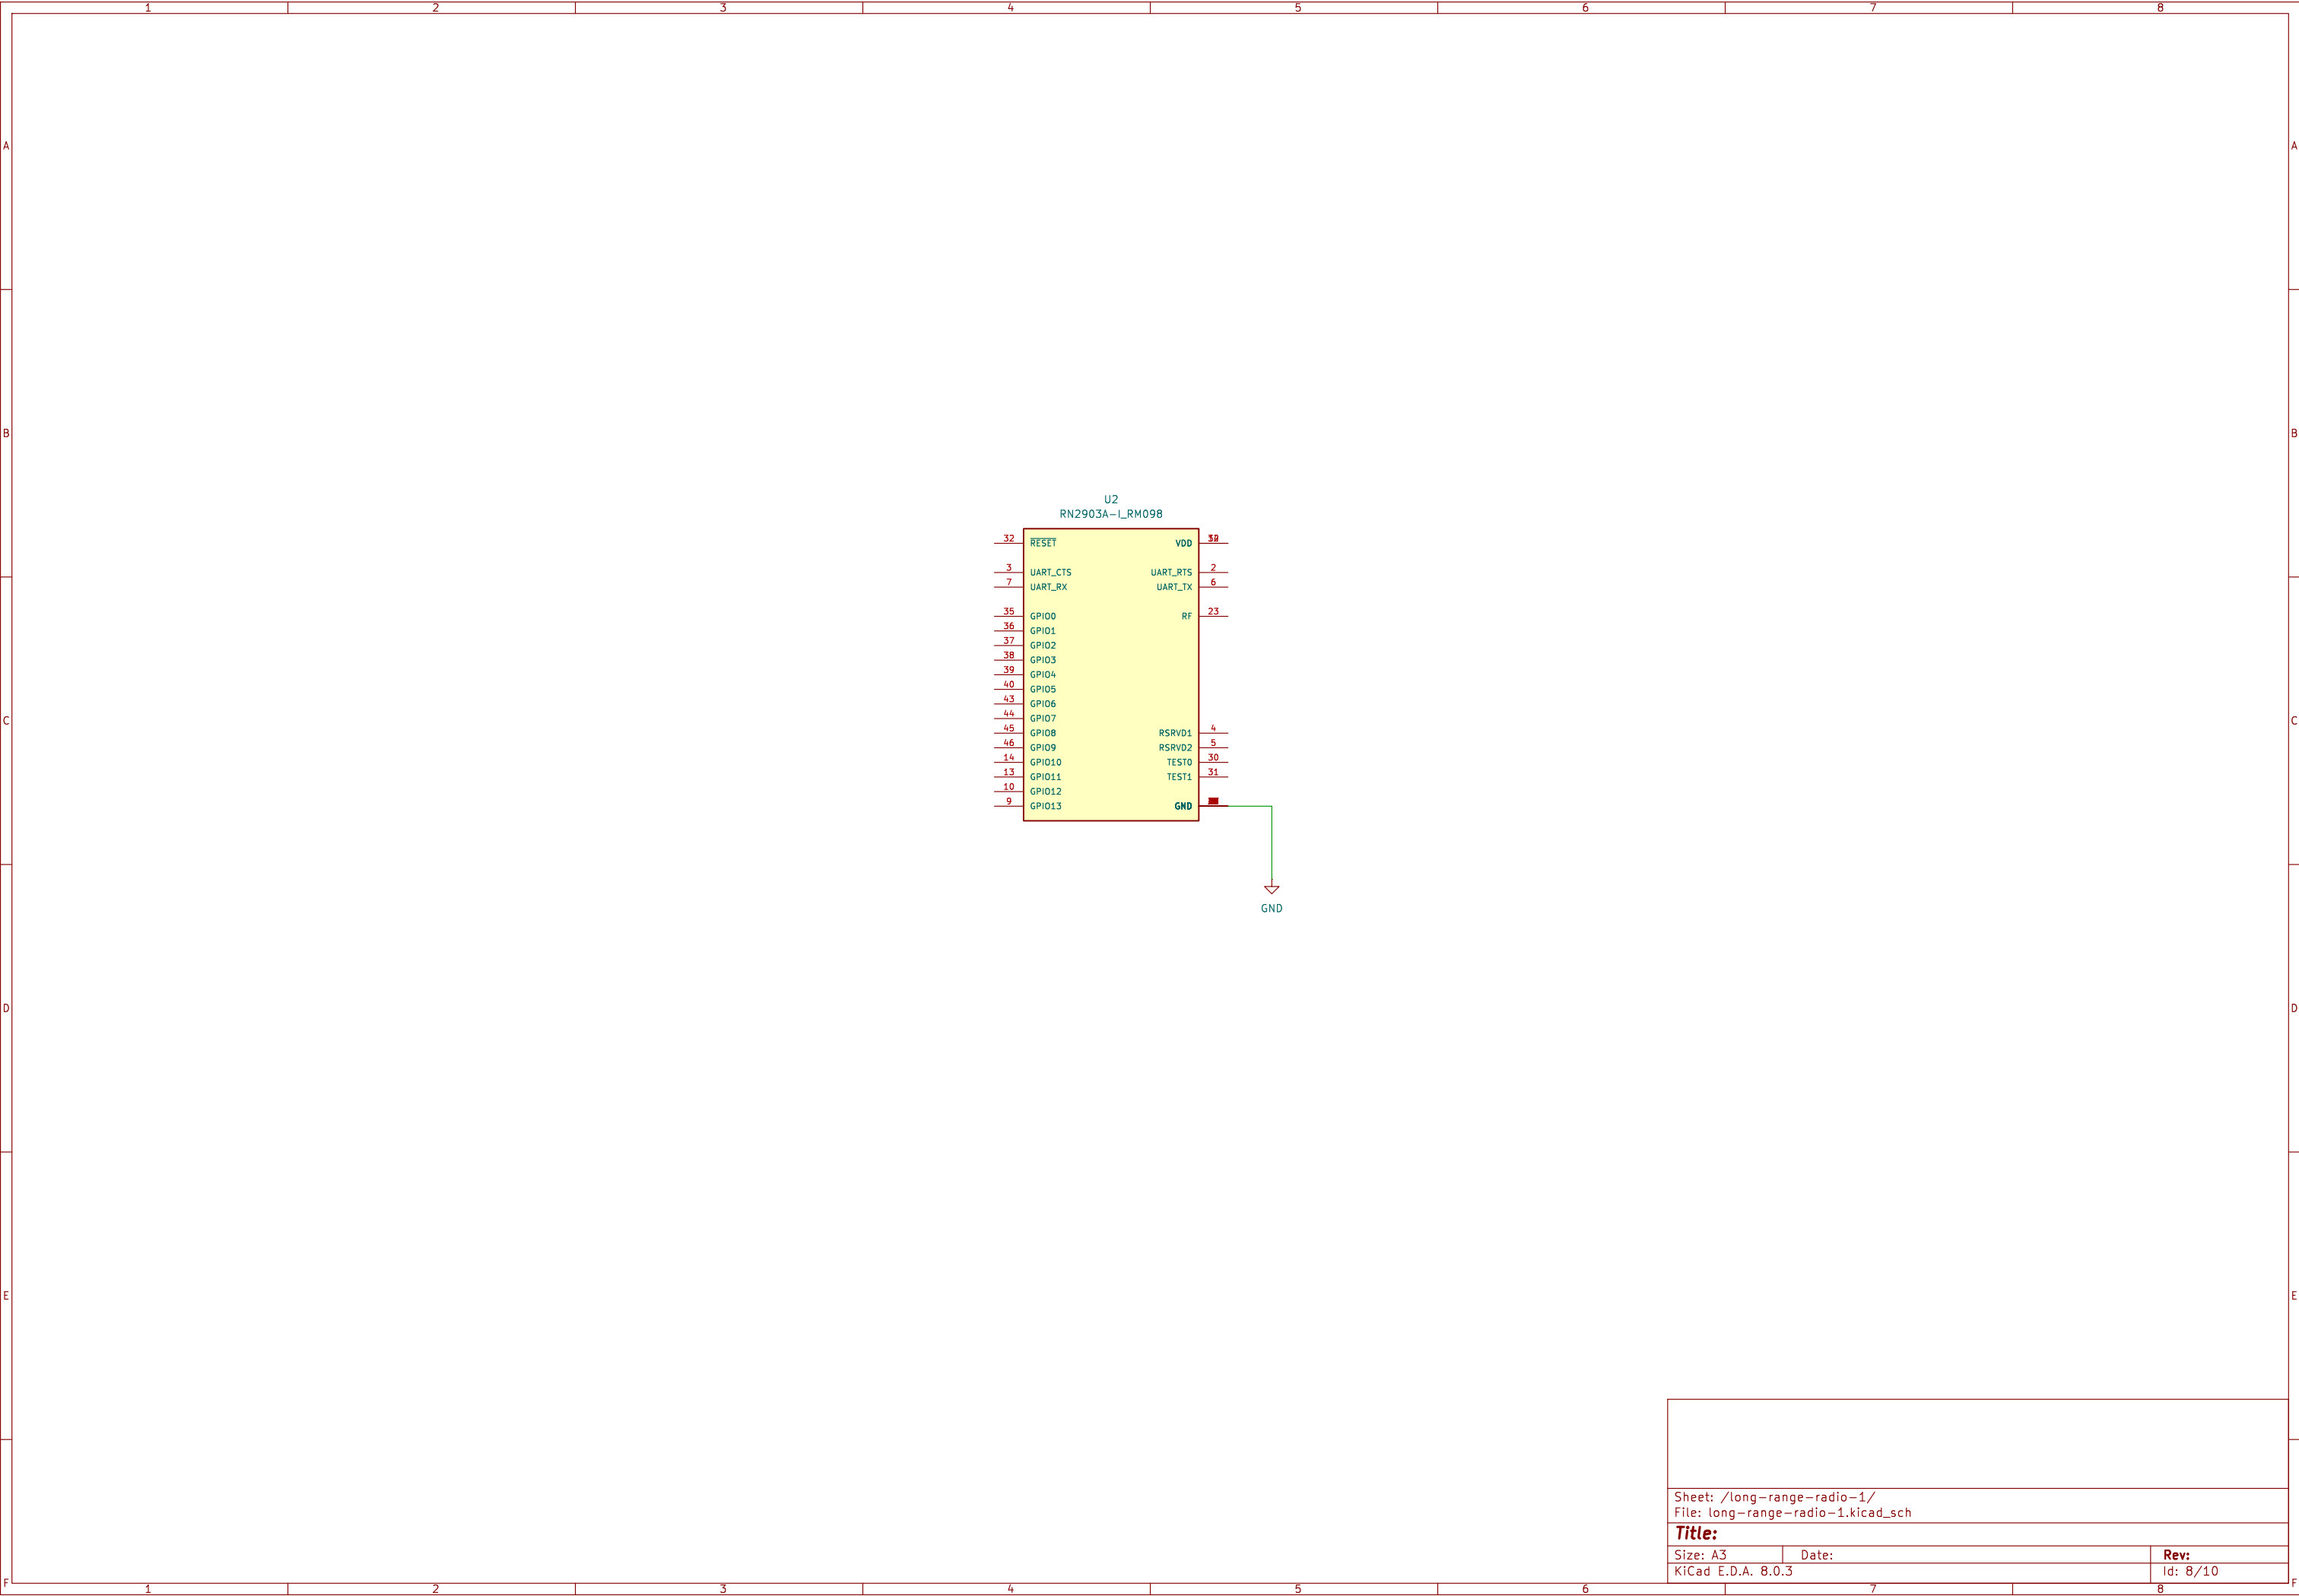 1 2 3 4 5 6 7 8
A A
B B
U2
RN2903A-I_RM098
32 RESET VDD
3 UART_CTS UART_RTS 2
7 UART_RX UART_TX 6
35 GPIO0 RF 23
36 GPIO1
37 GPIO2
38 GPIO3
39 GPIO4
40 GPIO5
43 GPIO6
C C
44 GPIO7
45 GPIO8 RSRVD1 4
46 GPIO9 RSRVD2 5
14 GPIO10 TEST0 30
13 GPIO11 TEST1 31
10 GPIO12
9 GPIO13 GND
GND
D D
E E
Sheet: /long-range-radio-1/
File: long-range-radio-1.kicad_sch
Title:
Size: A3 Date: Rev:
KiCad E.D.A. 8.0.3 Id: 8/10
F F
1 2 3 4 5 6 7 8